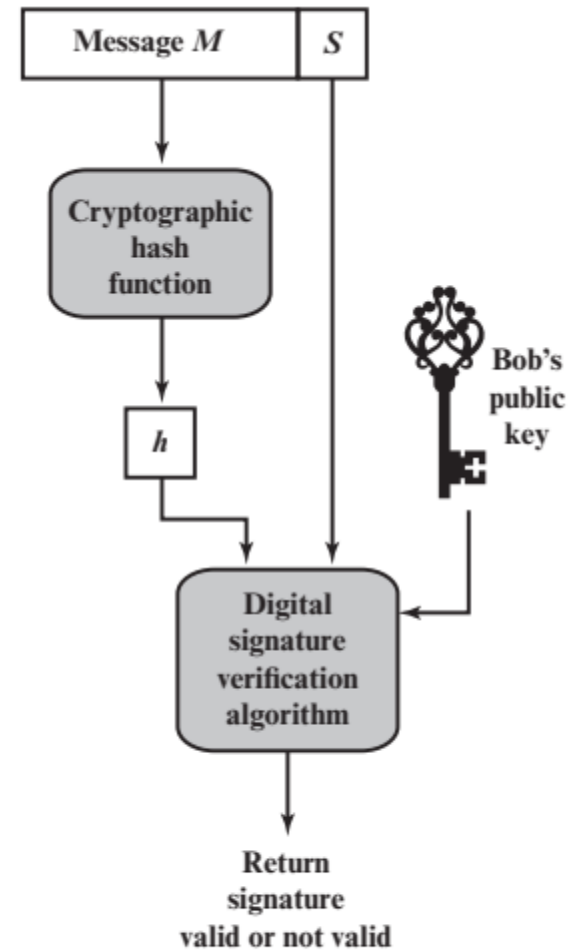 Message M
S
Cryptographic
hash
function
h
Bob’s
public
key
Digital
signature
verification
algorithm
Return
signature
valid or not valid